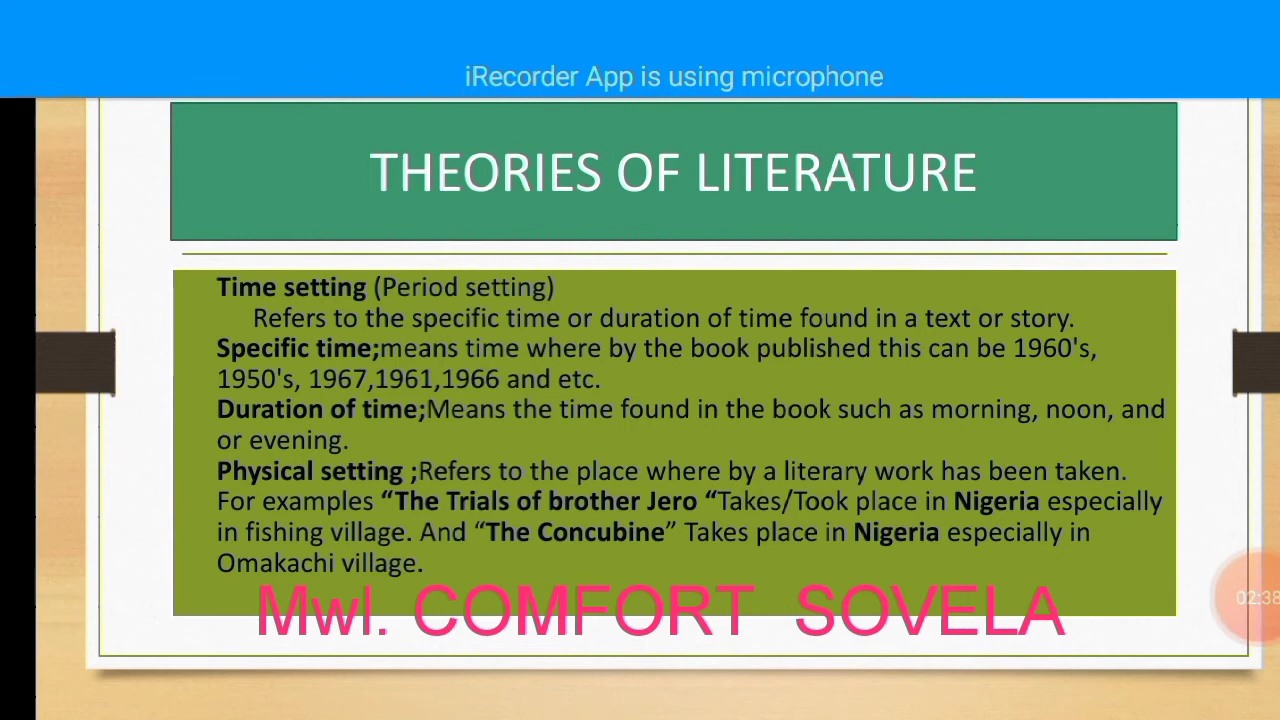 iRecorder App is using microphone
THEORIES OF LITERATURE
Time setting (Period setting)
Refers to the specific time or duration of time found in a text or story.
Specific time;means time where by the book published this can be 1960's,
1950's, 1967,1961,1966 and etc.
Duration of time;Means the time found in the book such as morning, noon, and
or evening.
Physical setting ;Refers to the place where by a literary work has been taken.
For examples “The Trials of brother Jero “Takes/Took place in Nigeria especially
in fishing village. And “The Concubine” Takes place in Nigeria especially in
Omakachi village.
Mwl. COMFORT SOVELA
02:38